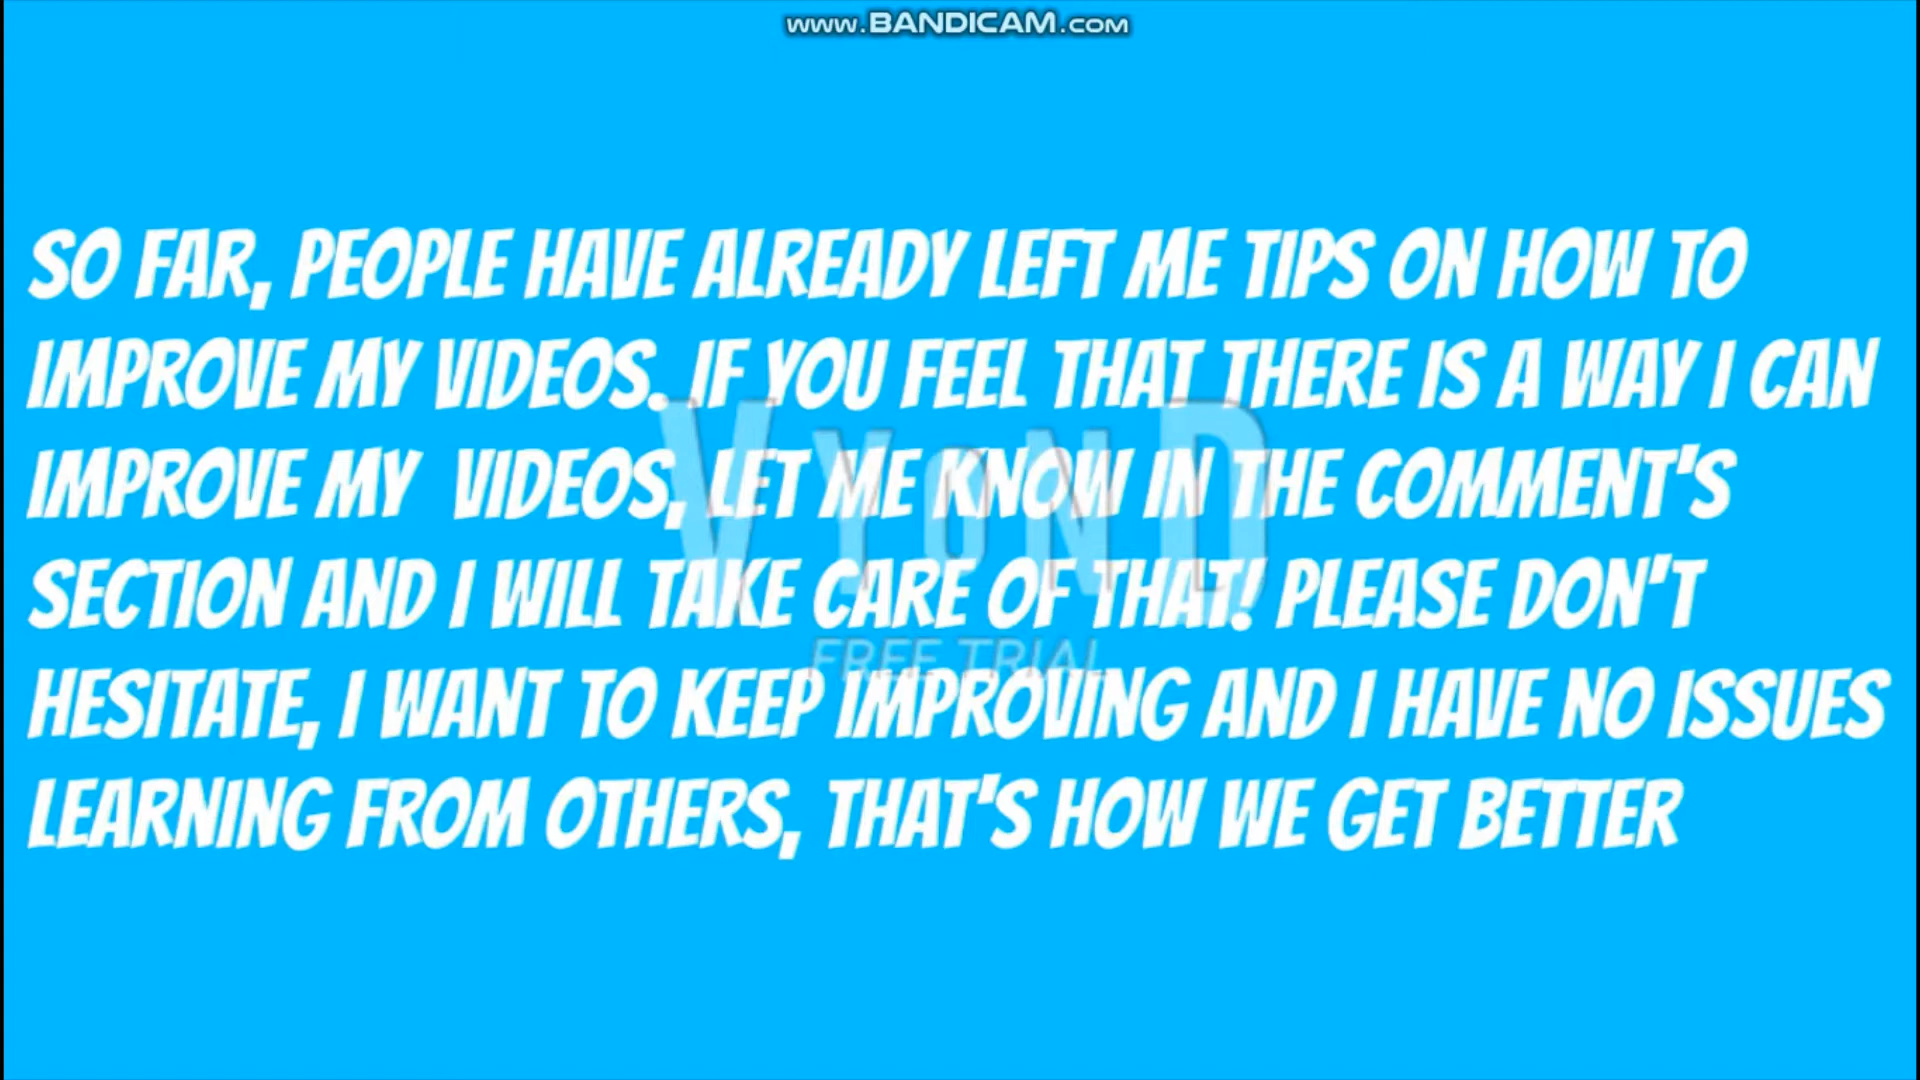 www.BANDICAM.com
SO FAR, PEOPLE HAVE ALREADY LEFT ME TIPS ON HOW TO
IMPROVE MY VIDEOS. IF YOU FEEL THAT THERE IS A WAY I CAN
IMPROVE MY  VIDEOS, LET ME KNOW IN THE COMMENT'S
SECTION AND I WILL TAKE CARE OF THAT! PLEASE DON'T
HESITATE, I WANT TO KEEP IMPROVING AND I HAVE NO ISSUES
LEARNING FROM OTHERS, THAT'S HOW WE GET BETTER
VYOND
FREE TRIAL